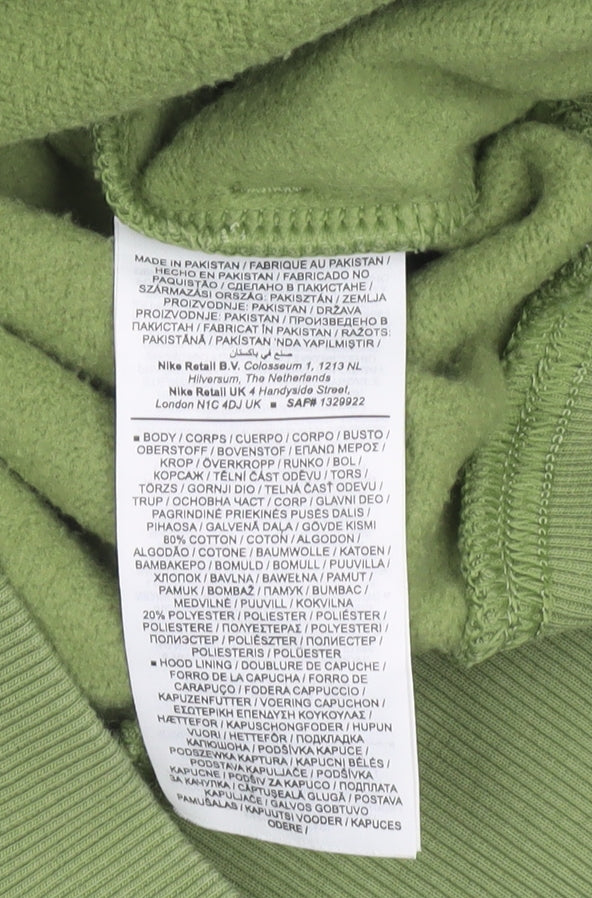 MADE IN PAKISTAN / FABRIQUE AU PAKISTAN /
HECHO EN PAKISTAN / FABRICADO NO
PAQUISTÃO / СДЕЛАНО В ПАКИСТАНЕ /
SZÁRMAZÁSI ORSZÁG: PAKISZTÁN / ZEMLJA
PROIZVODNJE: PAKISTAN / DRŽAVA
PROIZVODNJE: PAKISTAN / ПРОИЗВЕДЕНО В
ПАКИСТАН / FABRICAT ÎN PAKISTAN / RAŽOTS:
PAKISTĀNĀ / PAKISTAN 'NDA YAPILMIŞTIR /
صنع في باكستان
Nike Retail B.V. Colosseum 1, 1213 NL
Hilversum, The Netherlands
Nike Retail UK 4 Handyside Street,
London N1C 4DJ UK ■ SAF# 1329922
■ BODY / CORPS / CUERPO / CORPO / BUSTO /
OBERSTOFF / BOVENSTOF / ΕΠΑΝΩ ΜΕΡΟΣ /
KROP / ÖVERKROPP / RUNKO / BOL /
КОРСАЖ / TĚLNÍ ČÁST ODĚVU / TORS /
TÖRZS / GORNJI DIO / TELNÁ ČASŤ ODEVU /
TRUP / ОСНОВНА ЧАСТ / CORP / GLAVNI DEO /
PAGRINDINĖ PRIEKINĖS PUSĖS DALIS /
PIHAOSA / GALVENĀ DAĻA / GÖVDE KISMI
80% COTTON / COTON / ALGODON /
ALGODÃO / COTONE / BAUMWOLLE / KATOEN /
ΒΑΜΒΑΚΕΡΟ / BOMULD / BOMULL / PUUVILLA /
ХЛОПОК / BAVLNA / BAWEŁNA / PAMUT /
PAMUK / BOMBAŽ / ПАМУК / BUMBAC /
MEDVILNĖ / PUUVILL / KOKVILNA
20% POLYESTER / POLIESTER / POLIÉSTER /
POLIESTERE / ΠΟΛΥΕΣΤΕΡΑΣ / POLYESTERI /
ПОЛИЭСТЕР / POLIÉSZTER / ПОЛИЕСТЕР /
POLIESTERIS / POLÜESTER
■ HOOD LINING / DOUBLURE DE CAPUCHE /
FORRO DE LA CAPUCHA / FORRO DE
CARAPUÇO / FODERA CAPPUCCIO /
KAPUZENFUTTER / VOERING CAPUCHON /
ΕΣΩΤΕΡΙΚΗ ΕΠΕΝΔΥΣΗ ΚΟΥΚΟΥΛΑΣ /
HÆTTEFOR / KAPUSCHONGFODER / HUPUN
VUORI / HETTEFÔR / ПОДКЛАДКА
КАПЮШОНА / PODŠÍVKA KAPUCE /
PODSZEWKA KAPTURA / KAPUCNI BÉLÉS /
PODSTAVA KAPULJAČE / PODŠÍVKA
KAPUCNE / PODŠIV ZA KAPUCO / ПОДПЛАТА
ЗА КАЧУЛКА / CĂPTUŞEALĂ GLUGĂ / POSTAVA
KAPULJAČE / GALVOS GOBTUVO
PAMUŠALAS / KAPUUTSI VOODER / KAPUCES
ODERE /